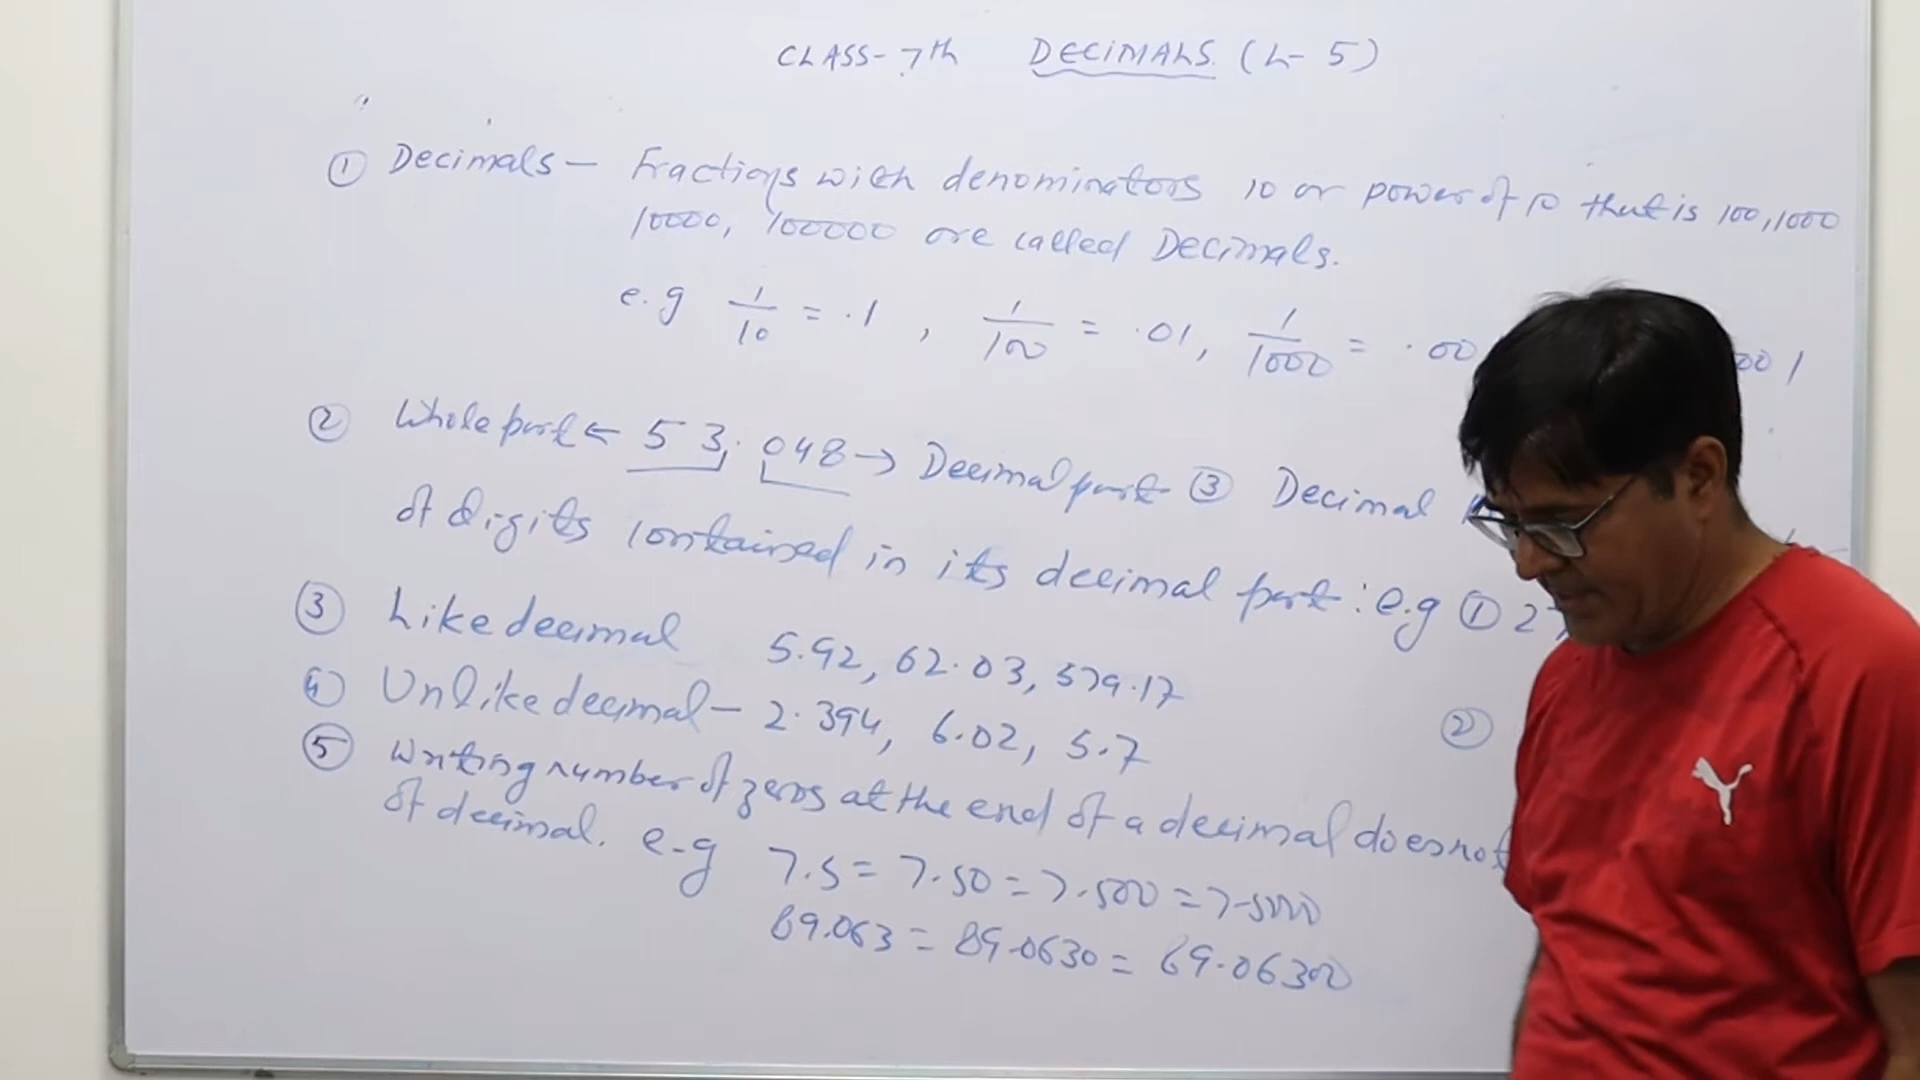 CLASS-7th DECIMALS. (L-5)
① Decimals - Fractions with denominators 10 or power of 10 that is 100,1000
10000, 100000 are called Decimals.
e.g 1/10 = .1 , 1/100 = .01, 1/1000 = .00 001
② Whole part ← 53.048 → Decimal part ③ Decimal
of digits contained in its decimal part : e.g ① 27
③ Like decimal 5.92, 62.03, 579.17
④ Unlike decimal - 2.394, 6.02, 5.7
②
⑤ Writing number of zeros at the end of a decimal does not
of decimal. e-g 7.5 = 7.50 = 7.500 = 7.5000
89.063 = 89.0630 = 89.06300